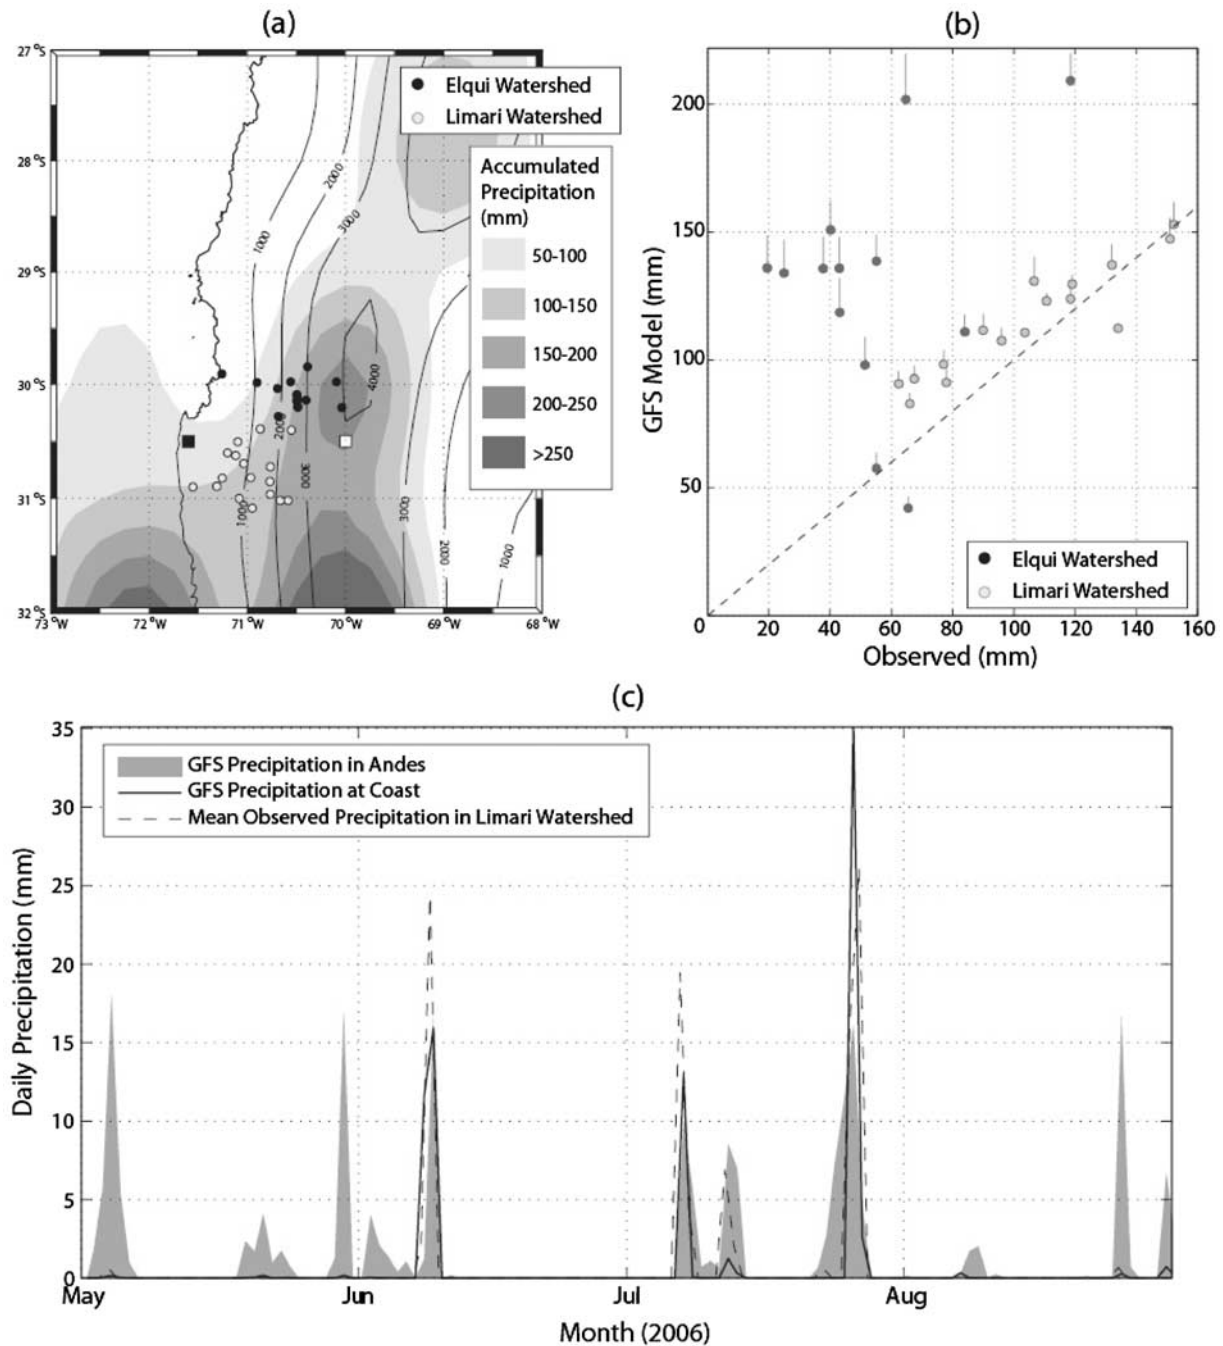 (a)
27°S
28°S
29°S
30°S
31°S
32°S
73°W
72°W
71°W
70°W
69°W
68°W
Elqui Watershed
Limari Watershed
Accumulated
Precipitation
(mm)
50-100
100-150
150-200
200-250
>250
1000
2000
3000
4000
2000
3000
1000
3000
2000
1000
(b)
GFS Model (mm)
200
150
100
50
0
20
40
60
80
100
120
140
160
Observed (mm)
Elqui Watershed
Limari Watershed
(c)
Daily Precipitation (mm)
35
30
25
20
15
10
5
0
GFS Precipitation in Andes
GFS Precipitation at Coast
Mean Observed Precipitation in Limari Watershed
May
Jun
Jul
Aug
Month (2006)